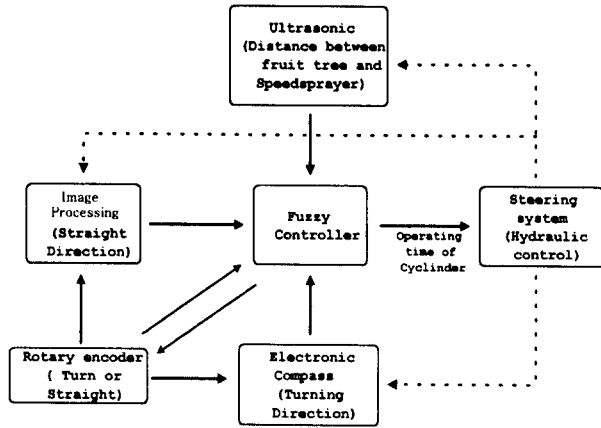 Ultrasonic
(Distance between
fruit tree and
Speedsprayer)
Image
Processing
(Straight
Direction)
Fuzzy
Controller
Operating
time of
Cyclinder
Steering
system
(Hydraulic
control)
Rotary encoder
( Turn or
Straight)
Electronic
Compass
(Turning
Direction)